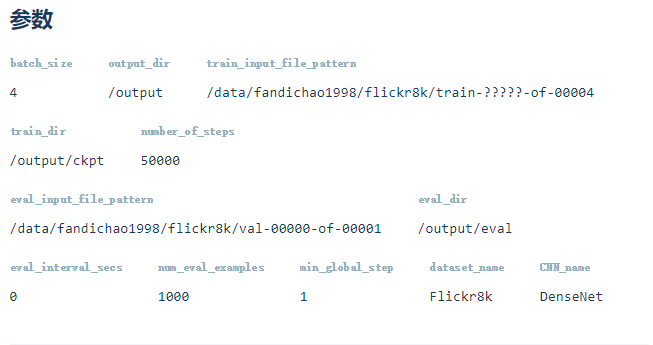 参数
batch_size output_dir train_input_file_pattern
4 /output /data/fandichao1998/flickr8k/train-?????-of-00004
train_dir number_of_steps
/output/ckpt 50000
eval_input_file_pattern eval_dir
/data/fandichao1998/flickr8k/val-00000-of-00001 /output/eval
eval_interval_secs num_eval_examples min_global_step dataset_name CNN_name
0 1000 1 Flickr8k DenseNet